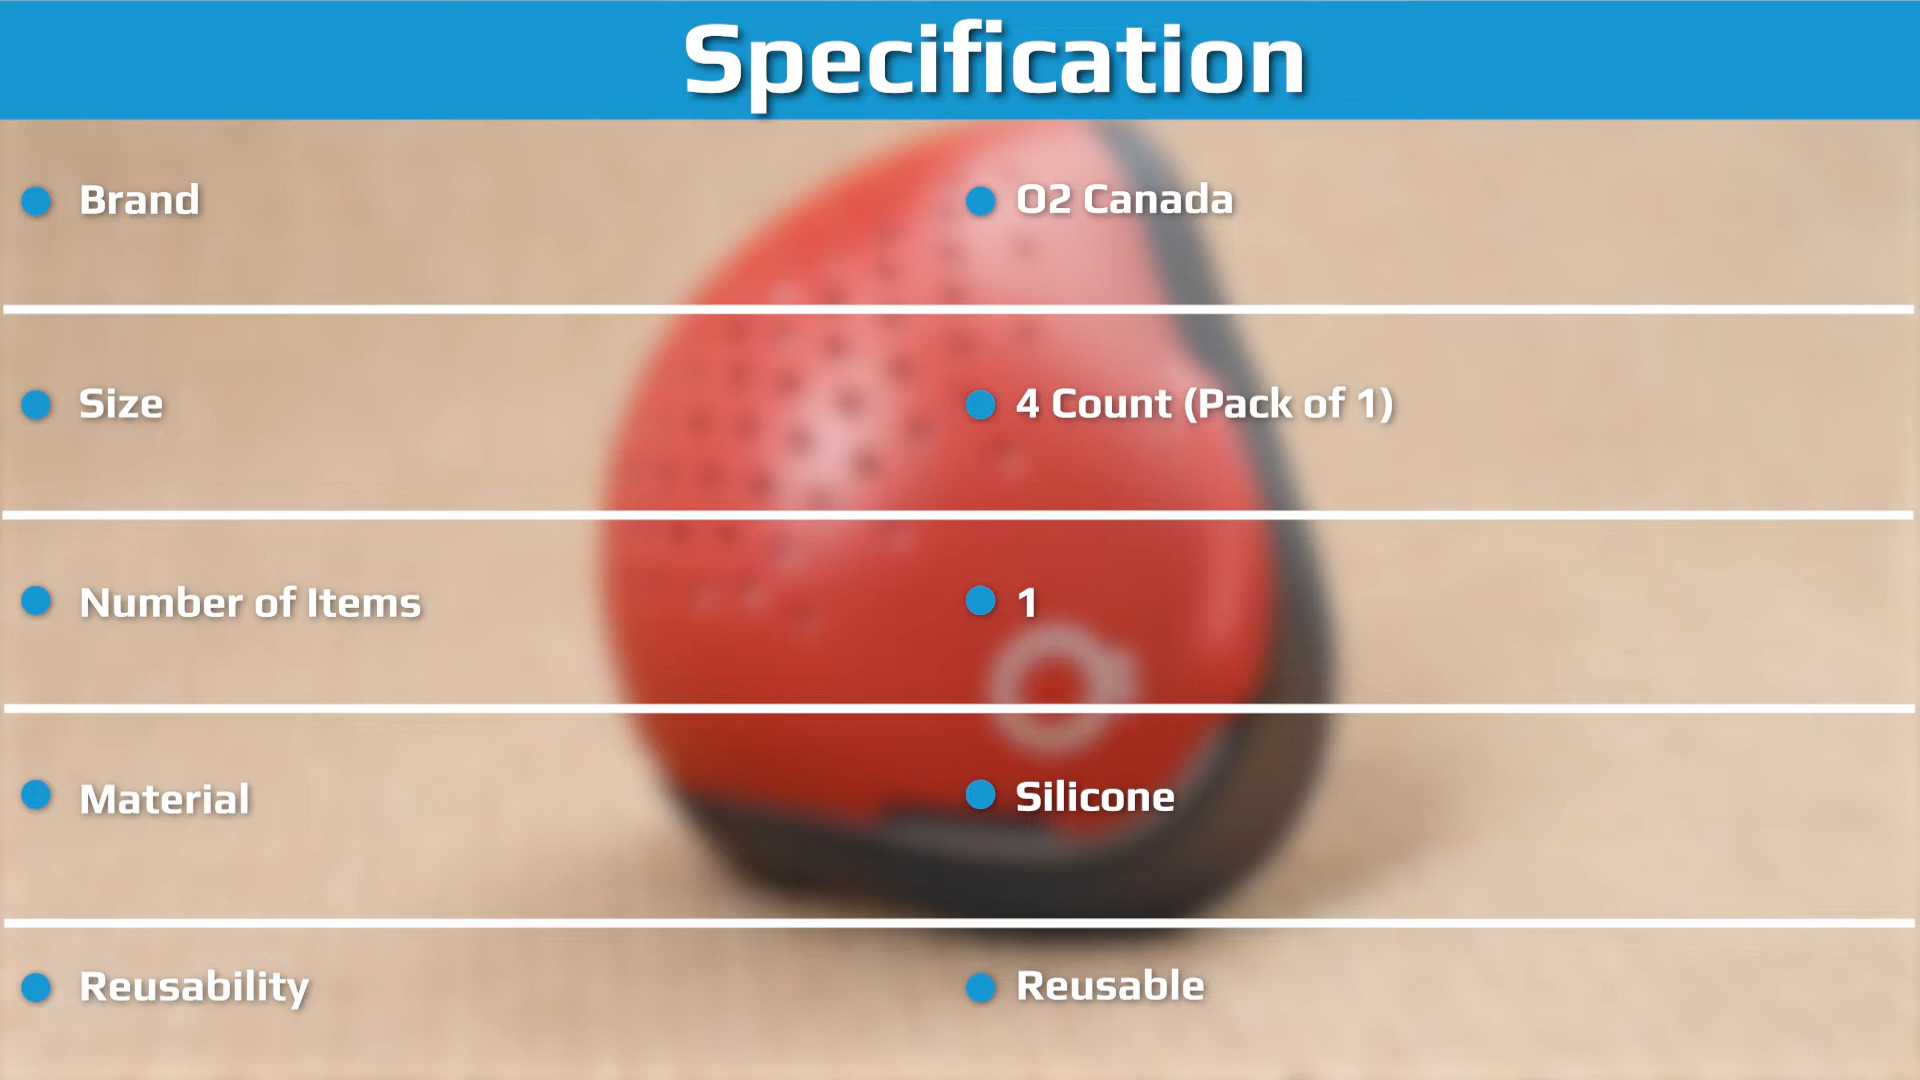 Specification
Brand
O2 Canada
Size
4 Count (Pack of 1)
Number of Items
1
Material
Silicone
Reusability
Reusable